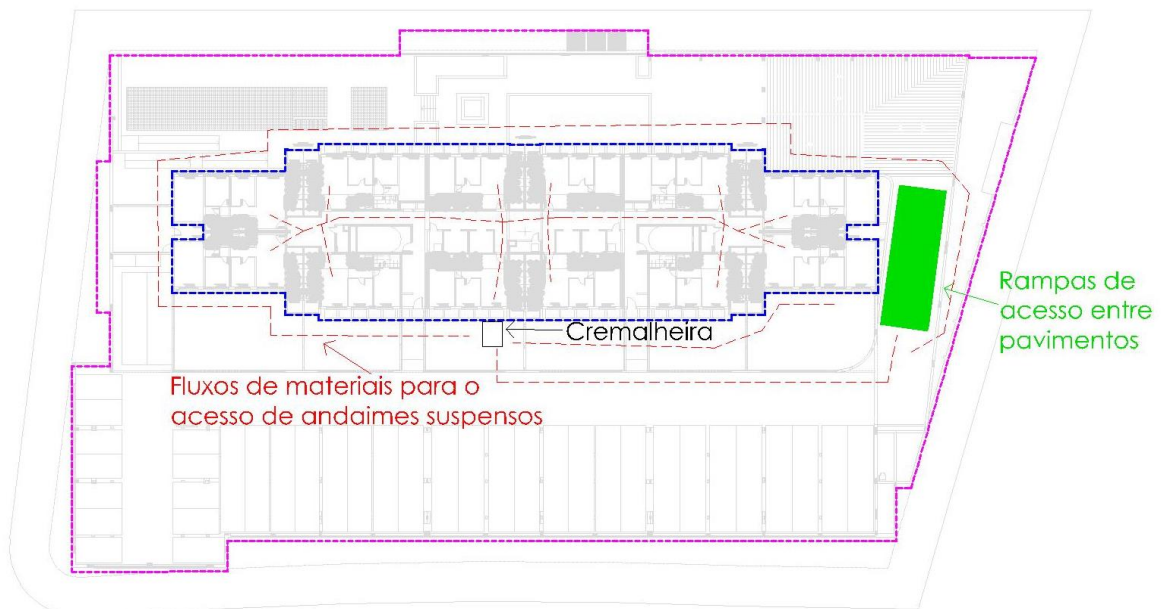 Cremalheira
Rampas de
acesso entre
pavimentos
Fluxos de materiais para o
acesso de andaimes suspensos